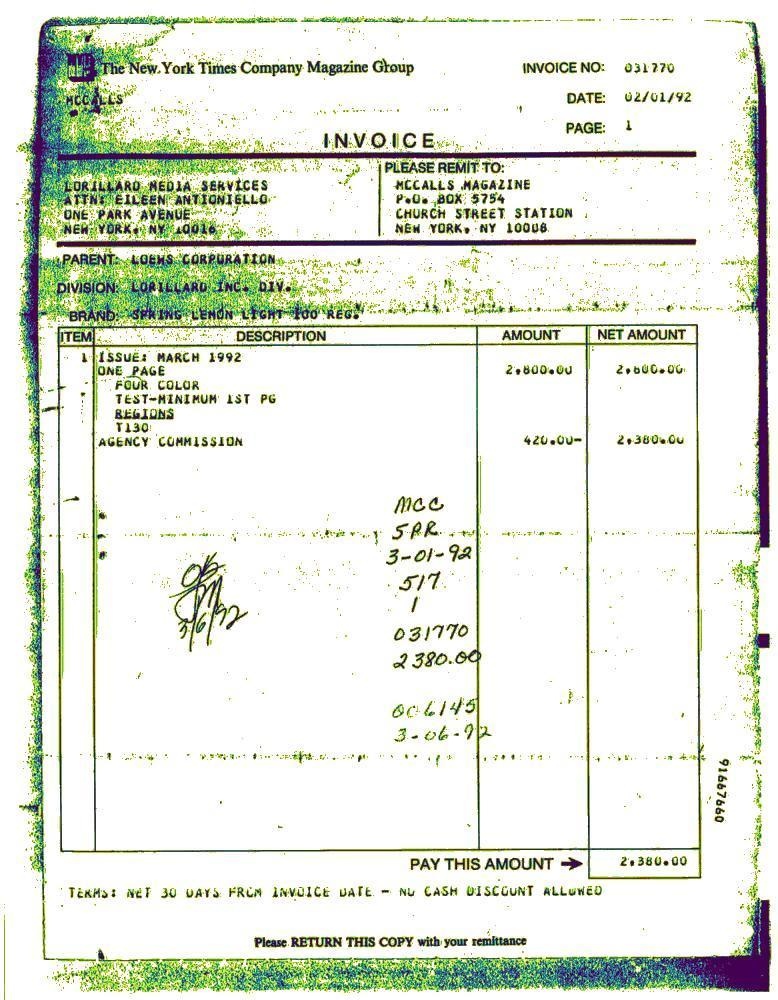 The New York Times Company Magazine Group
INVOICE NO: 031770
MCCALLS
DATE: 02/01/92
PAGE: 1
INVOICE
LORILLARD MEDIA SERVICES
ATTN: EILEEN ANTIONIELLO
ONE PARK AVENUE
NEW YORK, NY 10016
PLEASE REMIT TO:
MCCALLS MAGAZINE
P.O. BOX 5754
CHURCH STREET STATION
NEW YORK, NY 10008
PARENT: LOEWS CORPORATION
DIVISION: LORILLARD INC. DIV.
BRAND: SPRING LEMON LIGHT 100 REG.
ITEM DESCRIPTION AMOUNT NET AMOUNT
1 ISSUE: MARCH 1992
ONE PAGE 2,800.00 2,800.00
FOUR COLOR
TEST-MINIMUM 1ST PG
REGIONS
T130
AGENCY COMMISSION 420.00- 2,380.00
MCC
SPR
3-01-92
517
1
031770
2380.00
OK
3/6/92
006145
3-06-92
91667660
PAY THIS AMOUNT → 2,380.00
TERMS: NET 30 DAYS FROM INVOICE DATE - NO CASH DISCOUNT ALLOWED
Please RETURN THIS COPY with your remittance